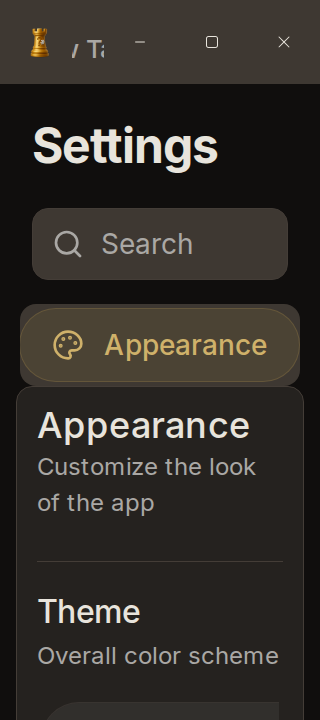 Settings
Search
Appearance
Appearance
Customize the look
of the app
Theme
Overall color scheme